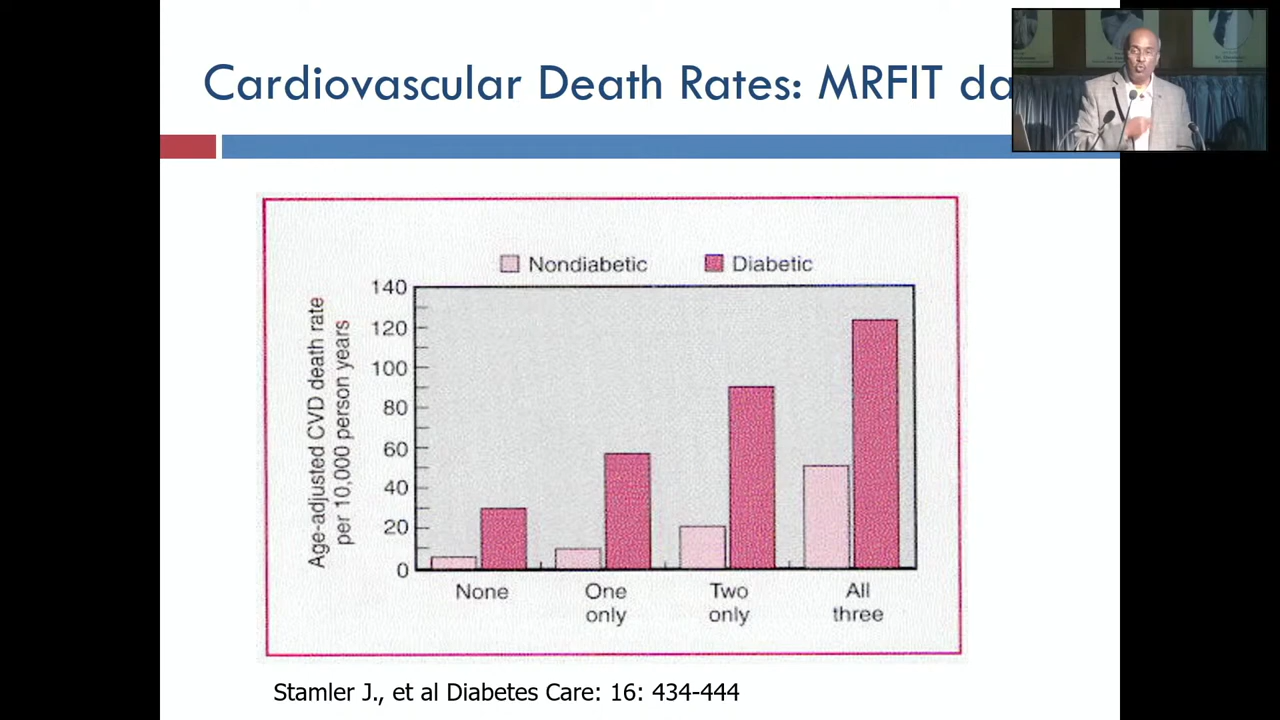 Cardiovascular Death Rates: MRFIT da
Nondiabetic Diabetic
Age-adjusted CVD death rate
per 10,000 person years
140
120
100
80
60
40
20
0
None
One
only
Two
only
All
three
Stamler J., et al Diabetes Care: 16: 434-444